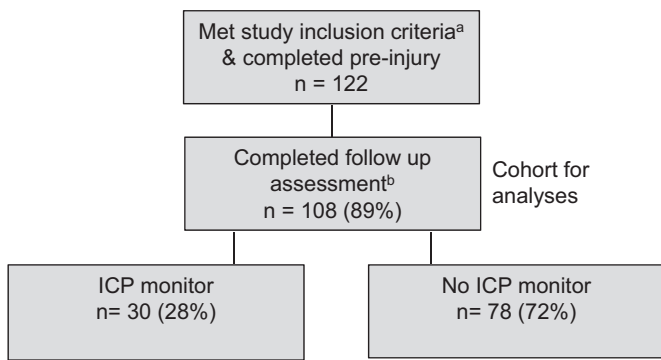 Met study inclusion criteriaᵃ
& completed pre-injury
n = 122
Completed follow up
assessmentᵇ
n = 108 (89%)
Cohort for
analyses
ICP monitor
n= 30 (28%)
No ICP monitor
n= 78 (72%)